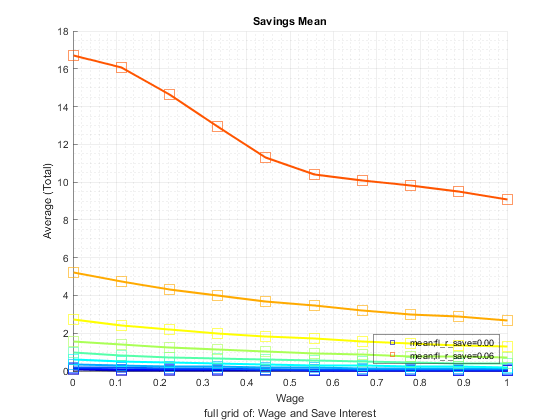 Savings Mean
18
16
14
12
10
8
6
4
2
0
Average (Total)
mean;fl_r_save=0.00
mean;fl_r_save=0.06
0 0.1 0.2 0.3 0.4 0.5 0.6 0.7 0.8 0.9 1
Wage
full grid of: Wage and Save Interest